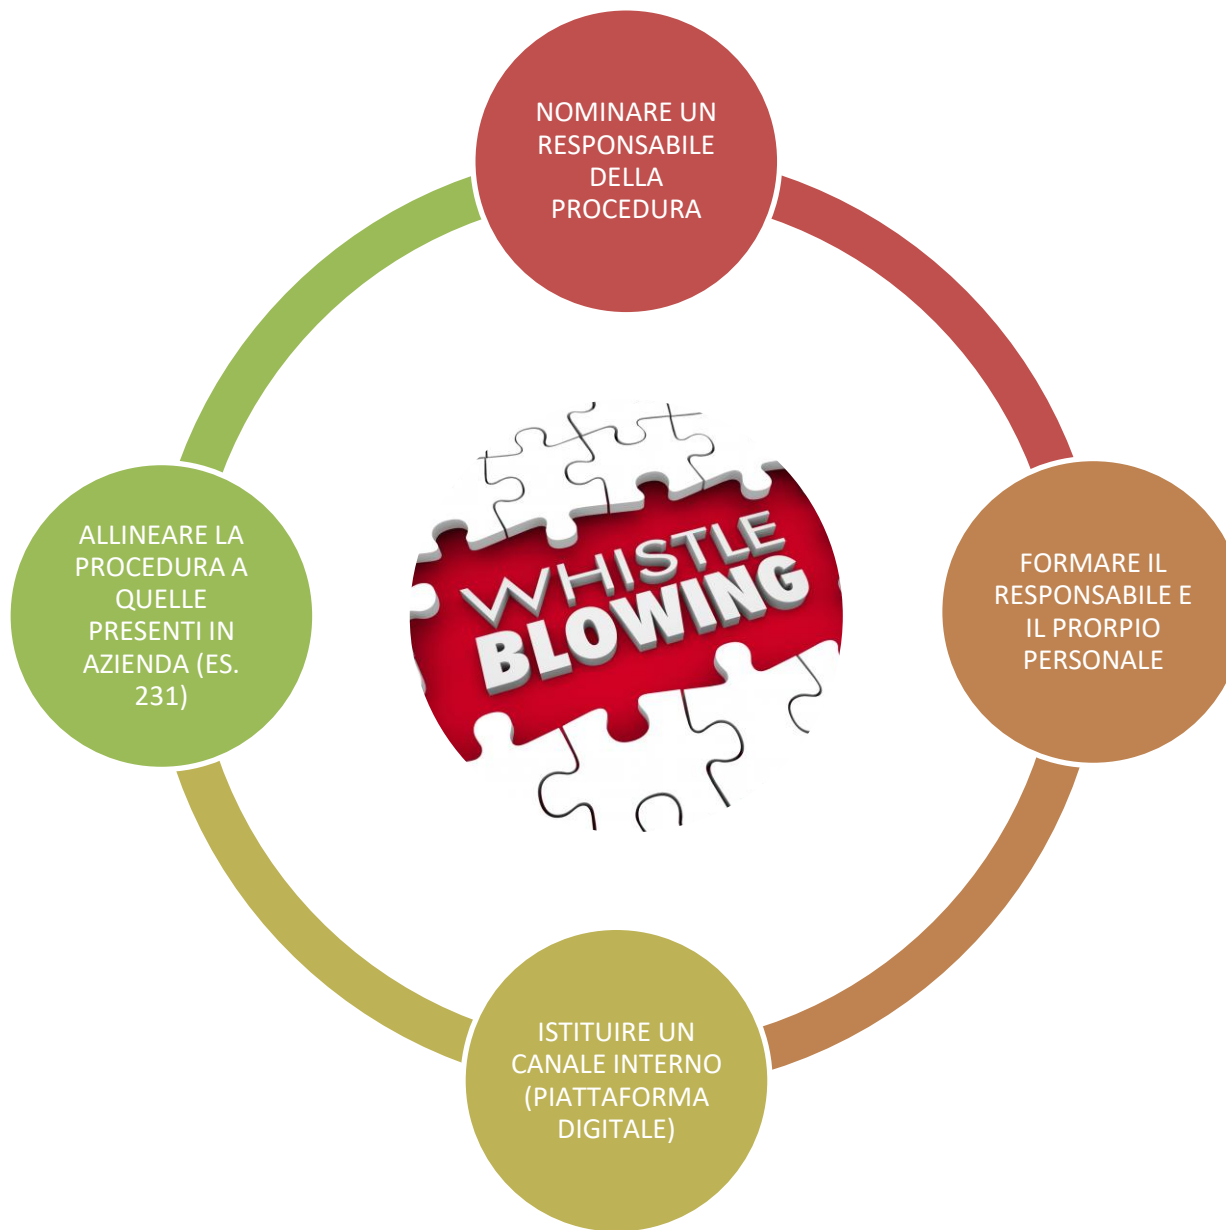 NOMINARE UN
RESPONSABILE
DELLA
PROCEDURA
ALLINEARE LA
PROCEDURA A
QUELLE
PRESENTI IN
AZIENDA (ES.
231)
WHISTLE
BLOWING
FORMARE IL
RESPONSABILE E
IL PRORPIO
PERSONALE
ISTITUIRE UN
CANALE INTERNO
(PIATTAFORMA
DIGITALE)